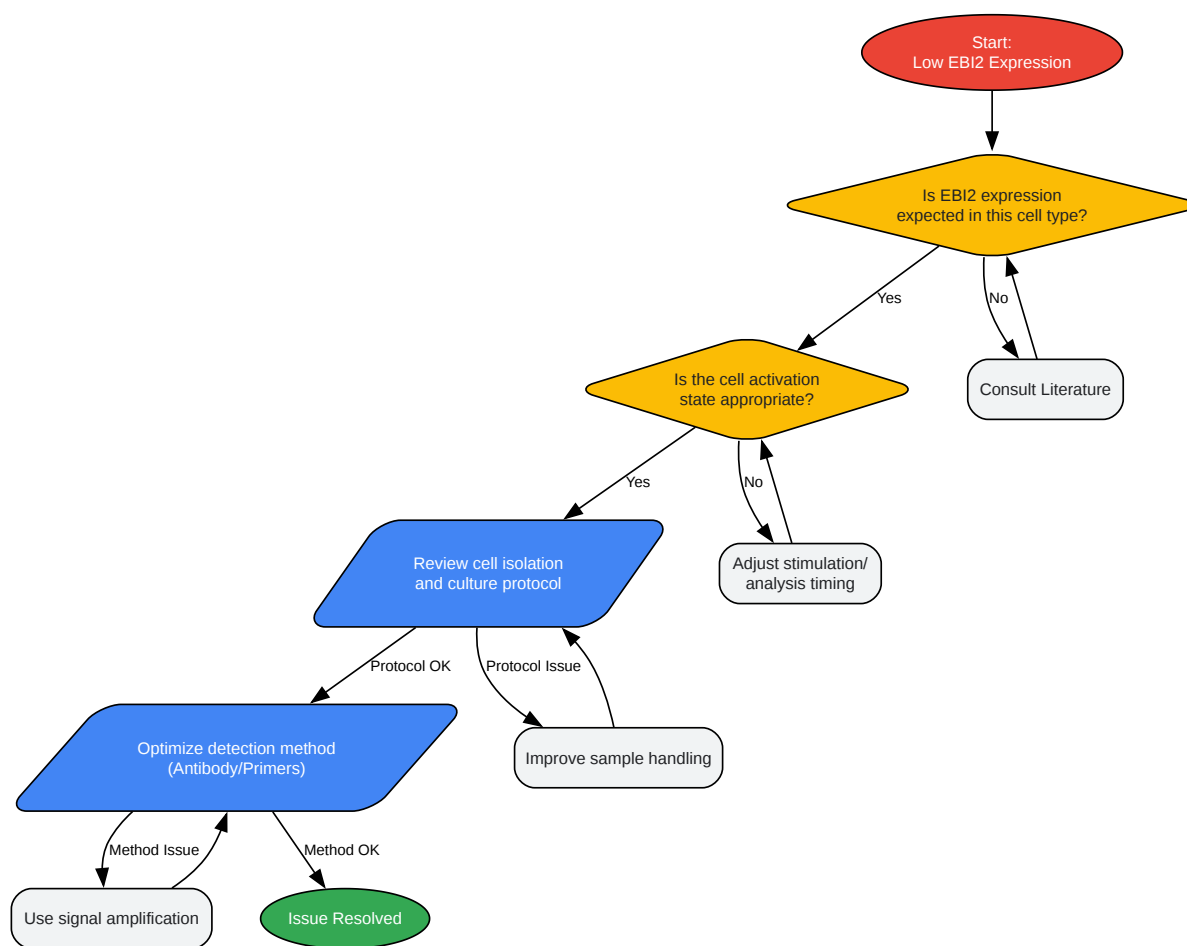 Start:
Low EBI2 Expression
Is EBI2 expression
expected in this cell type?
Yes
No
Consult Literature
Is the cell activation
state appropriate?
Yes
No
Adjust stimulation/
analysis timing
Review cell isolation
and culture protocol
Protocol OK
Protocol Issue
Improve sample handling
Optimize detection method
(Antibody/Primers)
Method Issue
Method OK
Use signal amplification
Issue Resolved